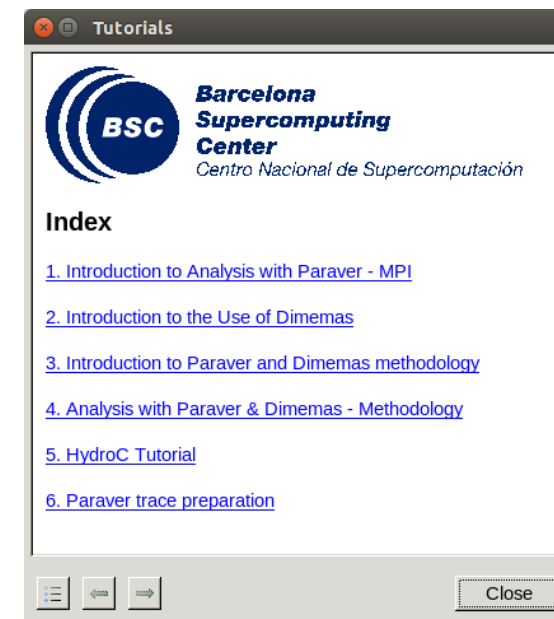 Tutorials
BSC
Barcelona
Supercomputing
Center
Centro Nacional de Supercomputación
Index
1. Introduction to Analysis with Paraver - MPI
2. Introduction to the Use of Dimemas
3. Introduction to Paraver and Dimemas methodology
4. Analysis with Paraver & Dimemas - Methodology
5. HydroC Tutorial
6. Paraver trace preparation
Close